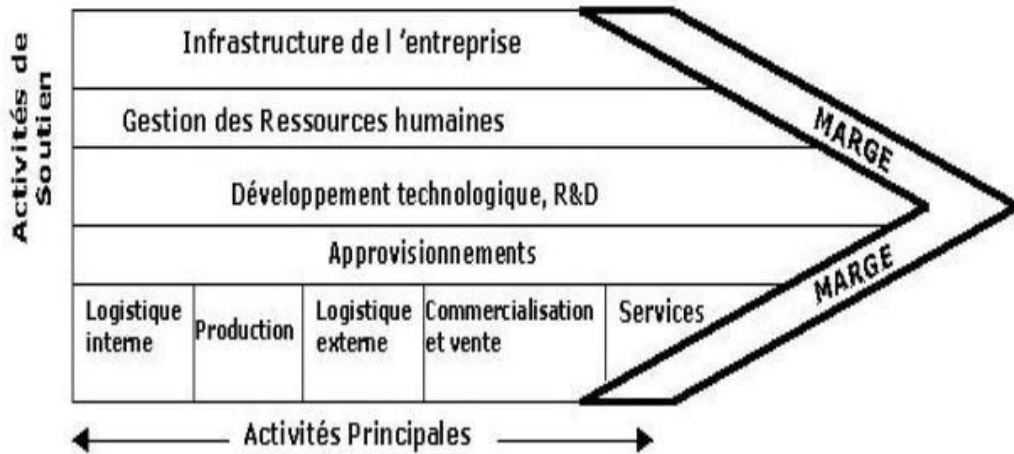 Activités de
Soutien
Infrastructure de l 'entreprise
Gestion des Ressources humaines
Développement technologique, R&D
Approvisionnements
Logistique
interne
Production
Logistique
externe
Commercialisation
et vente
Services
MARGE
MARGE
Activités Principales